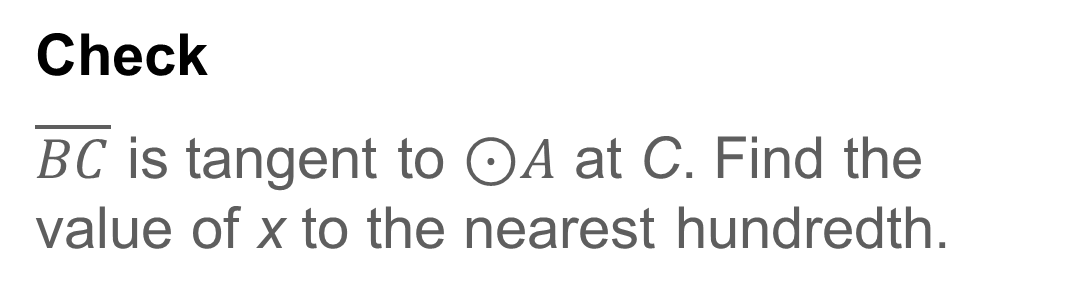 Check
BC is tangent to ⊙A at C. Find the
value of x to the nearest hundredth.